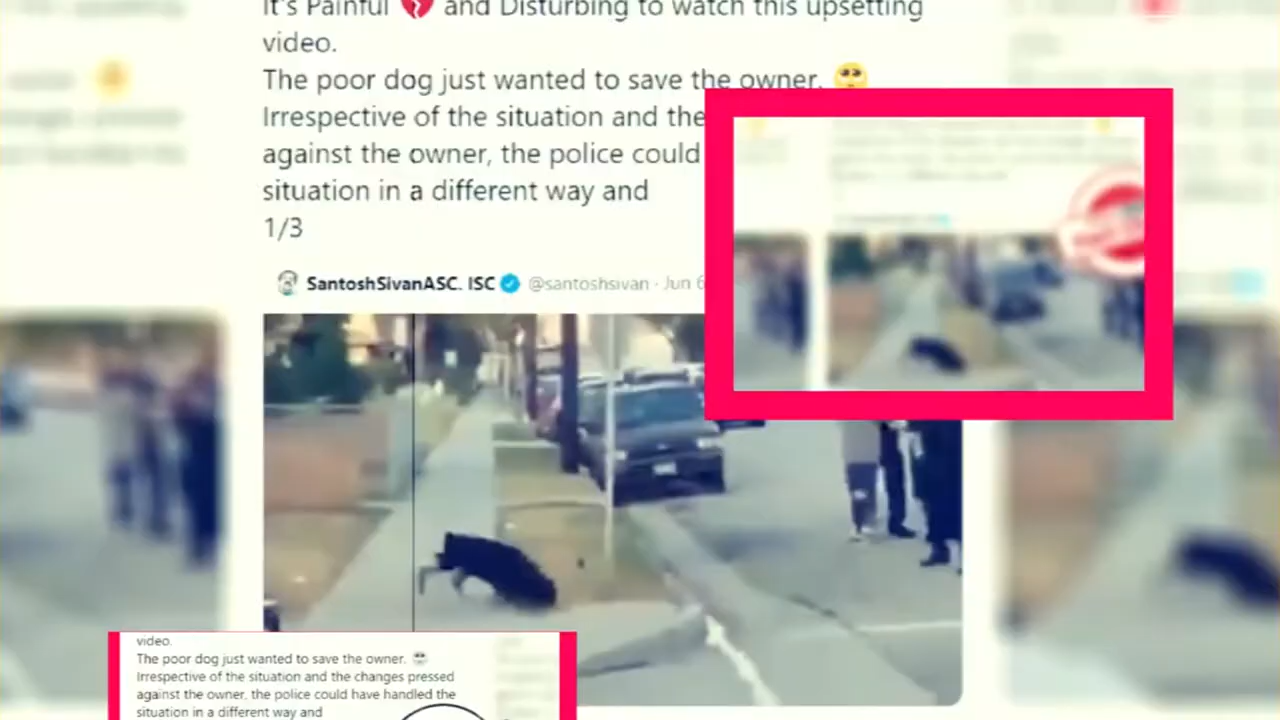 It's Painful 💔 and Disturbing to watch this upsetting
video.
The poor dog just wanted to save the owner. 🥺
Irrespective of the situation and the
against the owner, the police could
situation in a different way and
1/3
SantoshSivanASC. ISC @santoshsivan · Jun 6
video.
The poor dog just wanted to save the owner. 🥺
Irrespective of the situation and the changes pressed
against the owner, the police could have handled the
situation in a different way and